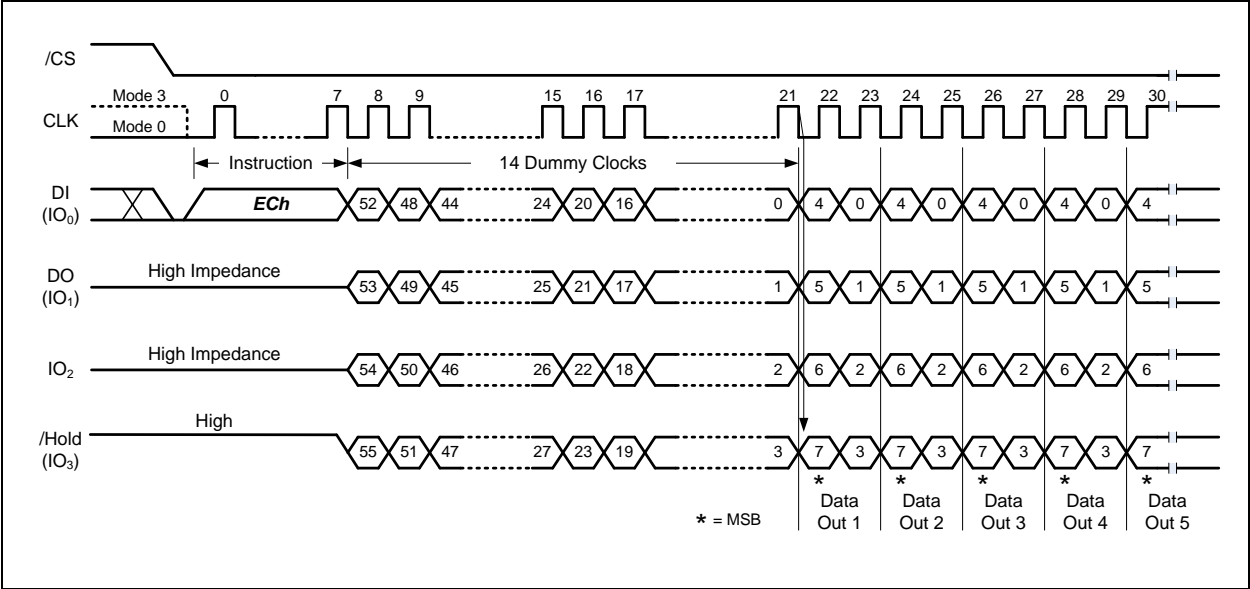 /CS
Mode 3 0 7 8 9 15 16 17 21 22 23 24 25 26 27 28 29 30
CLK
Mode 0
Instruction 14 Dummy Clocks
DI
(IO0) ECh 52 48 44 24 20 16 0 4 0 4 0 4 0 4 0 4
DO
(IO1) High Impedance 53 49 45 25 21 17 1 5 1 5 1 5 1 5 1 5
IO2 High Impedance 54 50 46 26 22 18 2 6 2 6 2 6 2 6 2 6
/Hold
(IO3) High 55 51 47 27 23 19 3 7 3 7 3 7 3 7 3 7
* * * * *
* = MSB
Data Data Data Data Data
Out 1 Out 2 Out 3 Out 4 Out 5